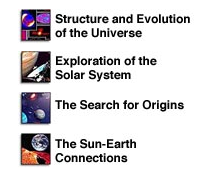 Structure and Evolution
of the Universe
Exploration of the
Solar System
The Search for Origins
The Sun-Earth
Connections